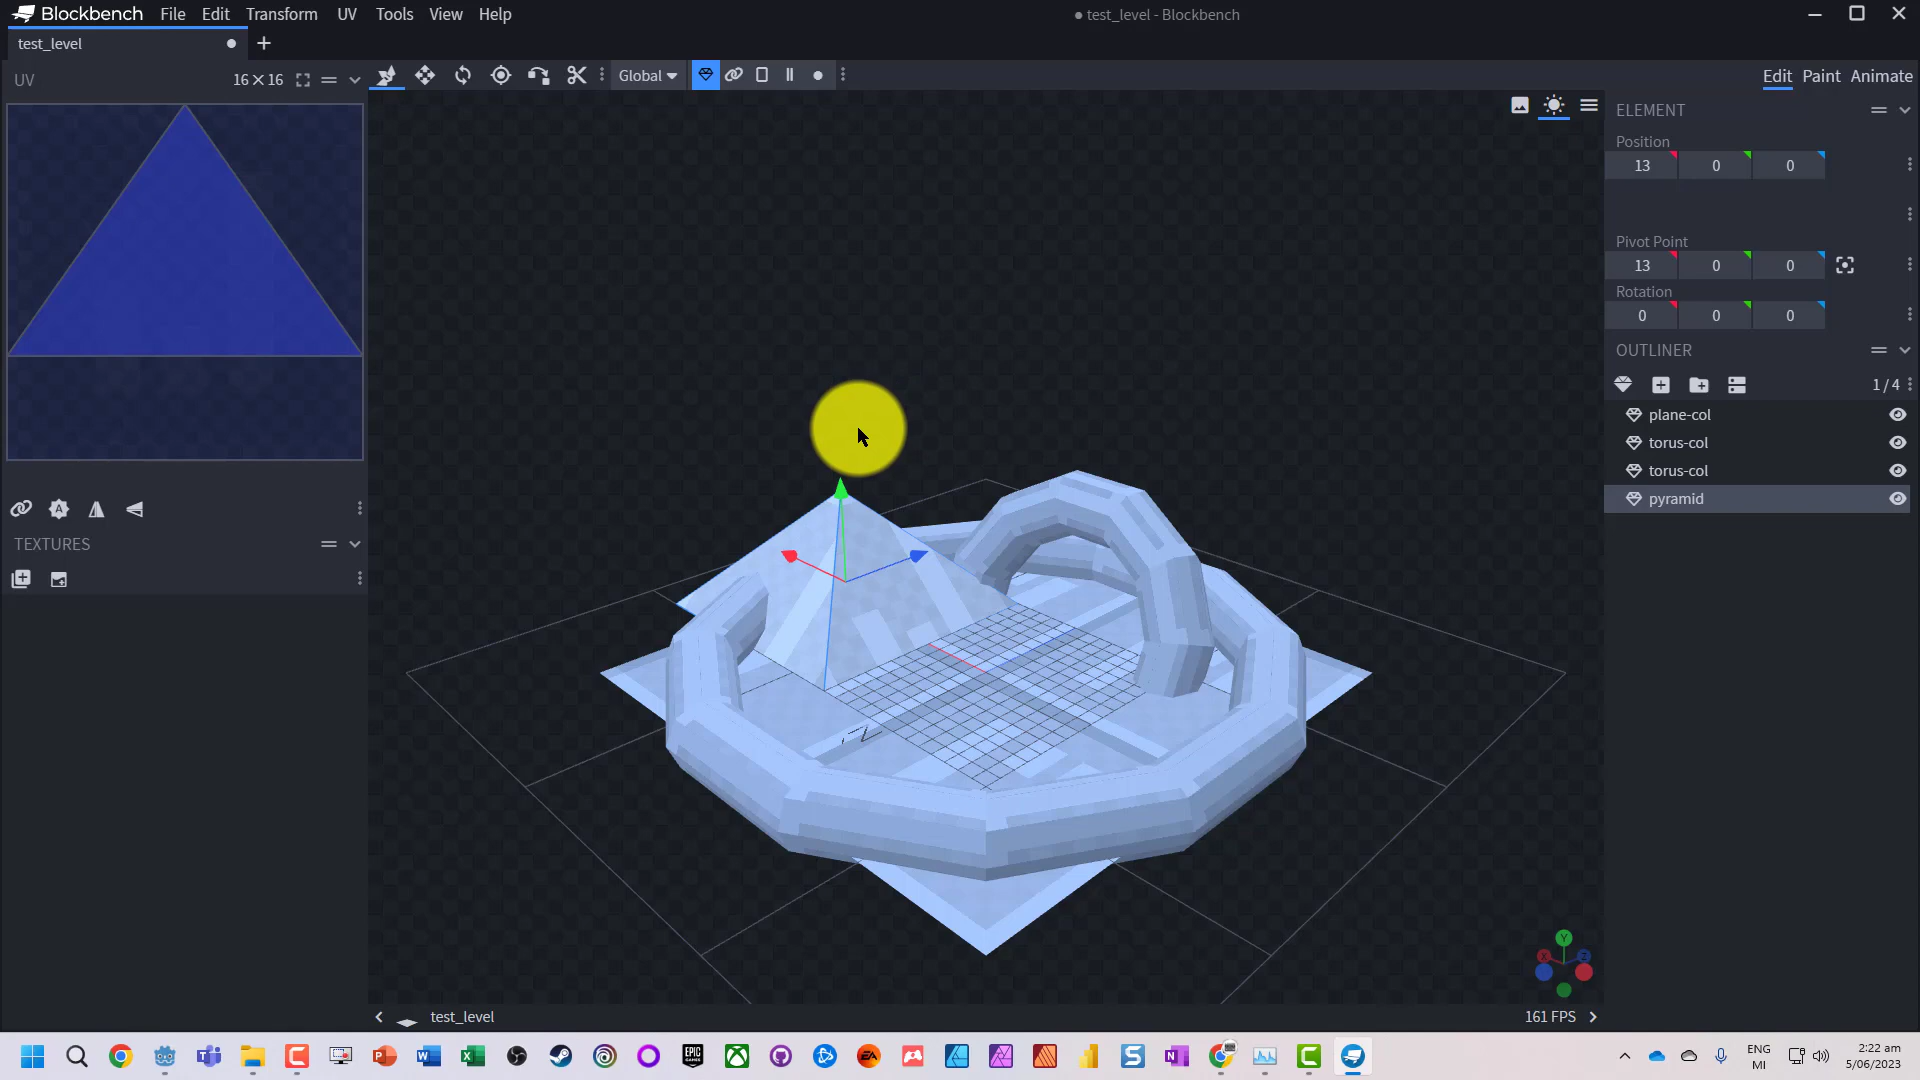 Blockbench File Edit Transform UV Tools View Help
test_level - Blockbench
test_level
UV 16×16
Global
Edit Paint Animate
ELEMENT
Position
13 0 0
Pivot Point
13 0 0
Rotation
0 0 0
OUTLINER
1 / 4
plane-col
torus-col
torus-col
pyramid
TEXTURES
N
Y
X
Z
test_level
161 FPS
ENG
MI
2:22 am
5/06/2023